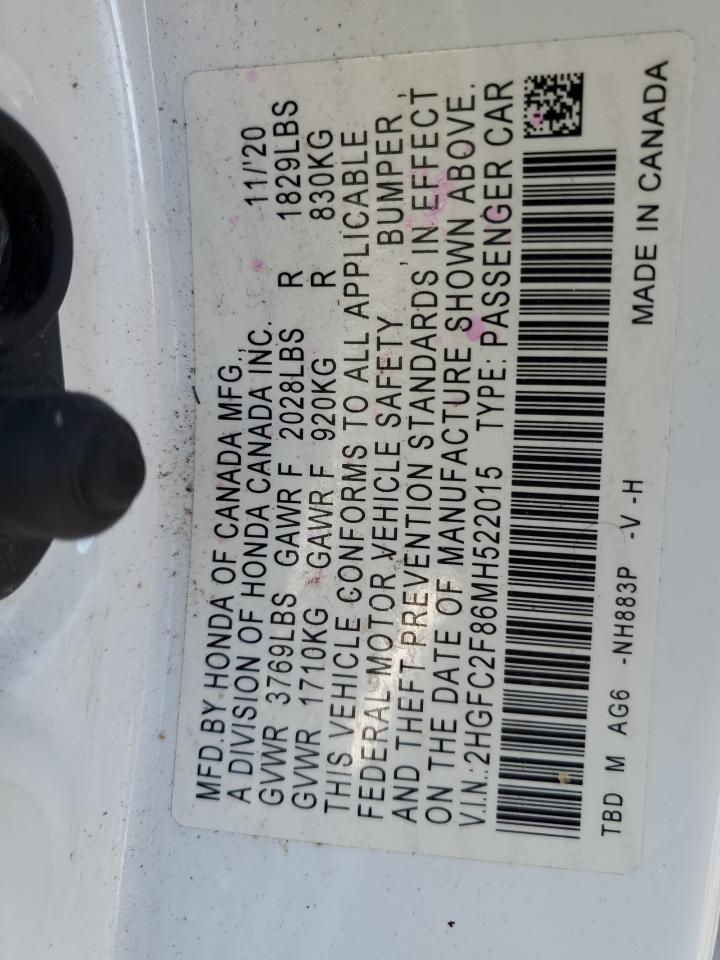 MFD.BY HONDA OF CANADA MFG., 11/'20
A DIVISION OF HONDA CANADA INC.
GVWR 3769LBS GAWR F 2028LBS R 1829LBS
GVWR 1710KG GAWR F 920KG R 830KG
THIS VEHICLE CONFORMS TO ALL APPLICABLE
FEDERAL MOTOR VEHICLE SAFETY , BUMPER ,
AND THEFT PREVENTION STANDARDS IN EFFECT
ON THE DATE OF MANUFACTURE SHOWN ABOVE.
V.I.N.:2HGFC2F86MH522015 TYPE: PASSENGER CAR
TBD M AG6 -NH883P -V -H MADE IN CANADA